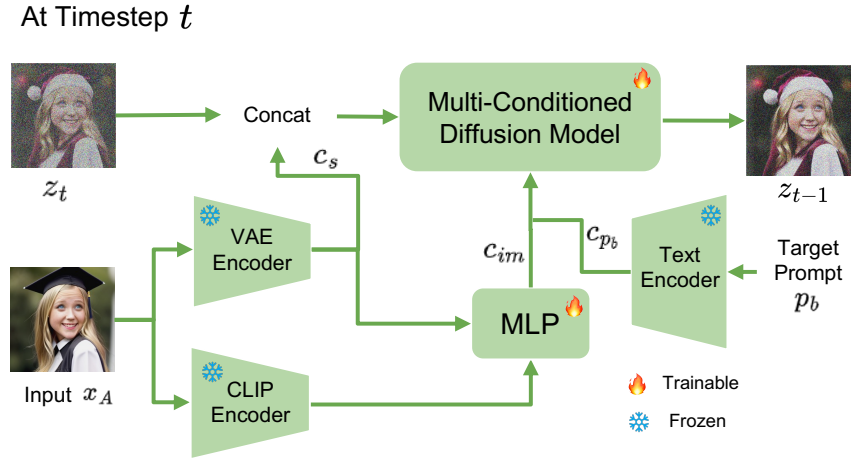 At Timestep t
Concat
Multi-Conditioned
Diffusion Model
z_t
c_s
z_{t-1}
VAE
Encoder
c_{im}
c_{p_b}
Text
Encoder
Target
Prompt
p_b
MLP
Input x_A
CLIP
Encoder
Trainable
Frozen